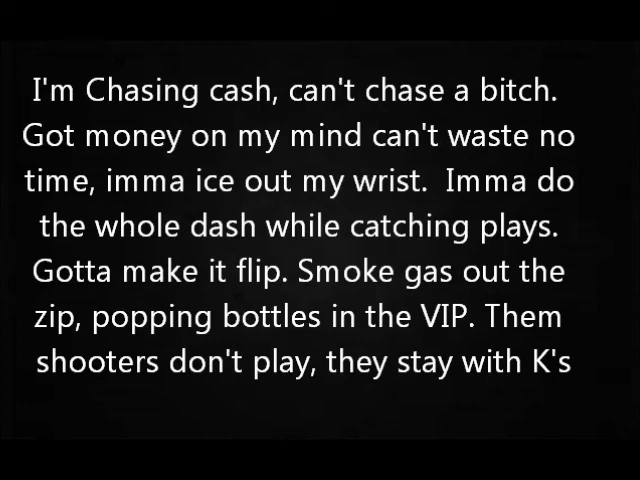 I'm Chasing cash, can't chase a bitch.
Got money on my mind can't waste no
time, imma ice out my wrist.  Imma do
the whole dash while catching plays.
Gotta make it flip. Smoke gas out the
zip, popping bottles in the VIP. Them
shooters don't play, they stay with K's